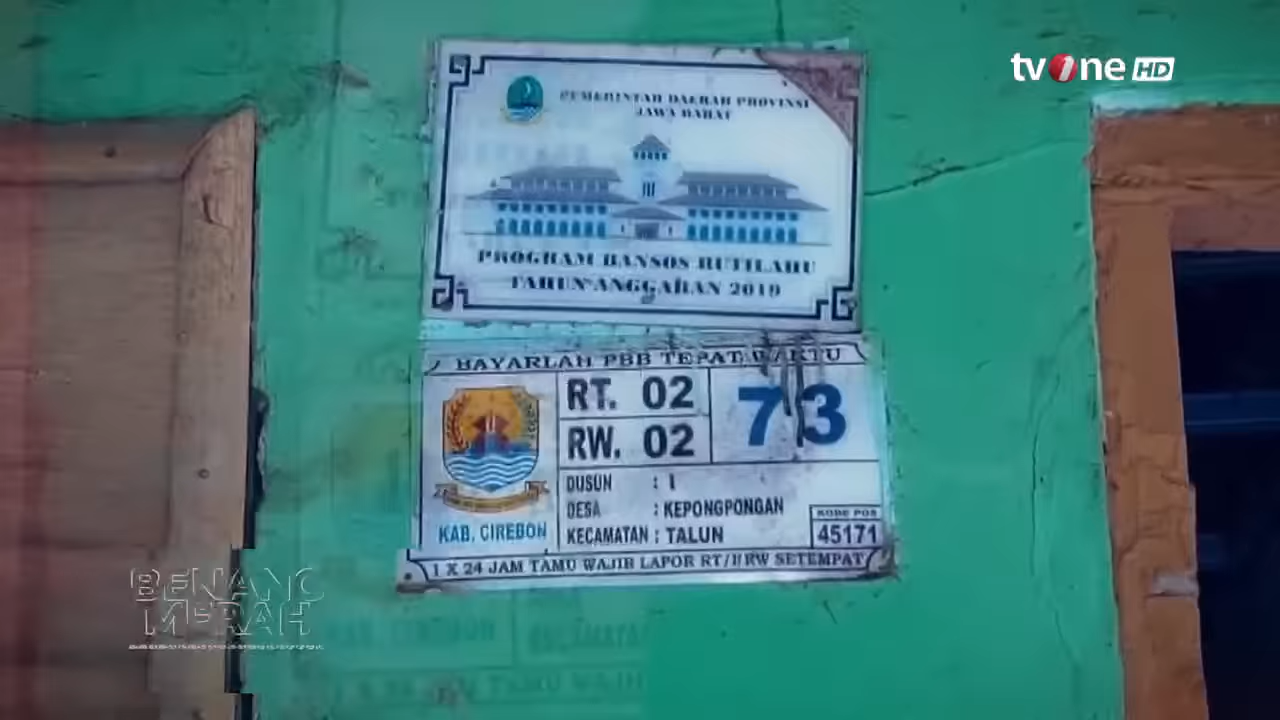 tvOne HD
PEMERINTAH DAERAH PROVINSI
JAWA BARAT
PROGRAM BANSOS RUTILAHU
TAHUN ANGGARAN 2019
BAYARLAH PBB TEPAT WAKTU
RT. 02
RW. 02
73
DUSUN : I
DESA : KEPONGPONGAN
KECAMATAN : TALUN
KODE POS
45171
KAB. CIREBON
1 X 24 JAM TAMU WAJIB LAPOR RT/RW SETEMPAT
BENANG
MERAH